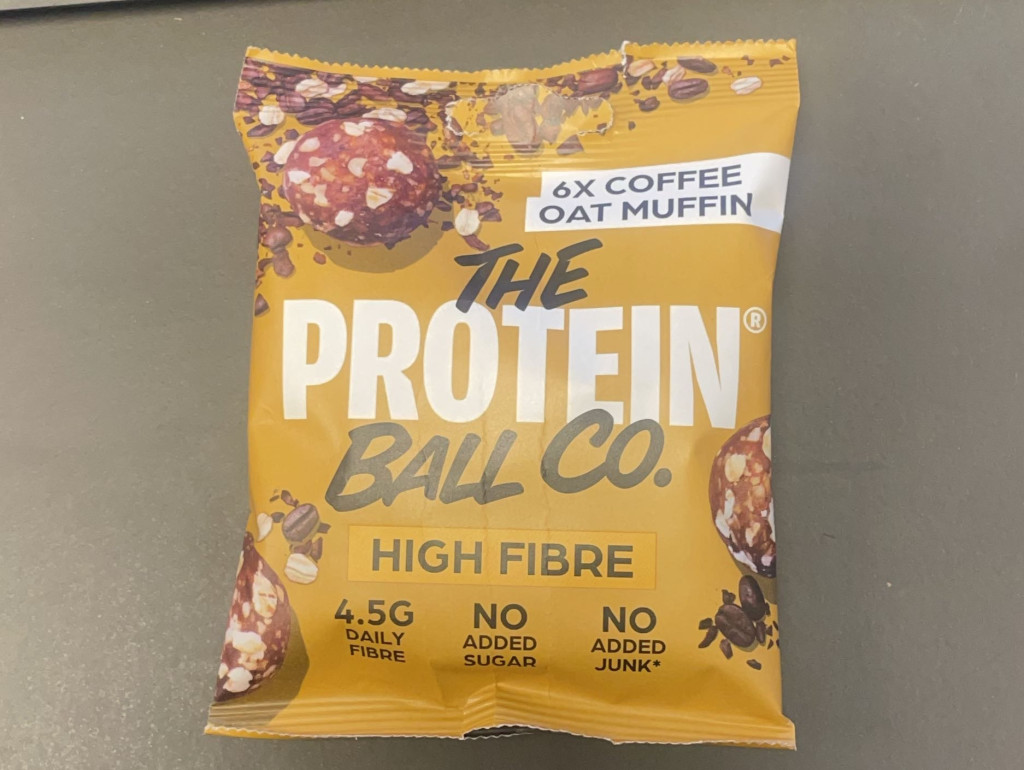 6X COFFEE
OAT MUFFIN
THE
PROTEIN®
BALL CO.
HIGH FIBRE
4.5G
DAILY
FIBRE
NO
ADDED
SUGAR
NO
ADDED
JUNK*